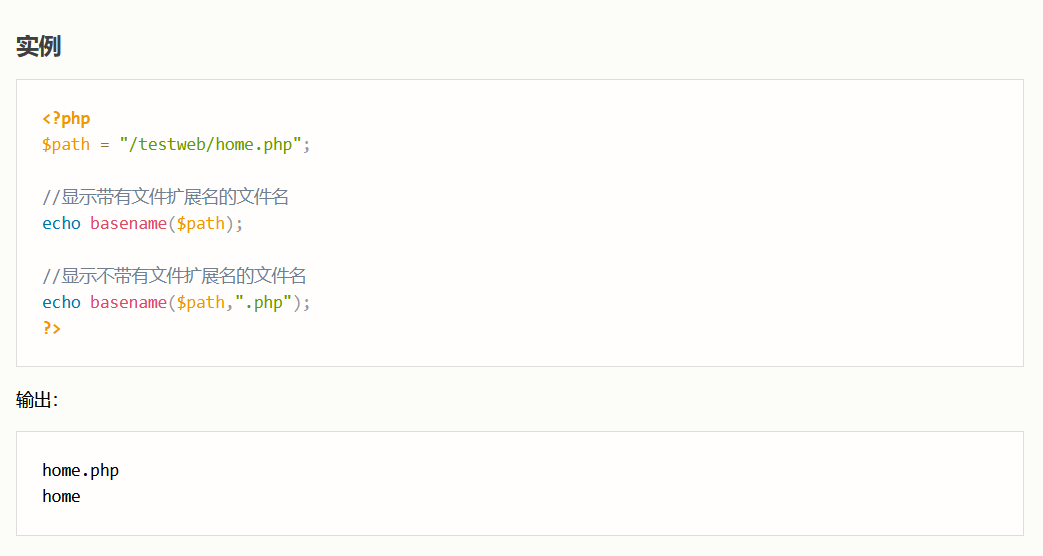 实例
<?php
$path = "/testweb/home.php";
//显示带有文件扩展名的文件名
echo basename($path);
//显示不带有文件扩展名的文件名
echo basename($path,".php");
?>
输出：
home.php
home